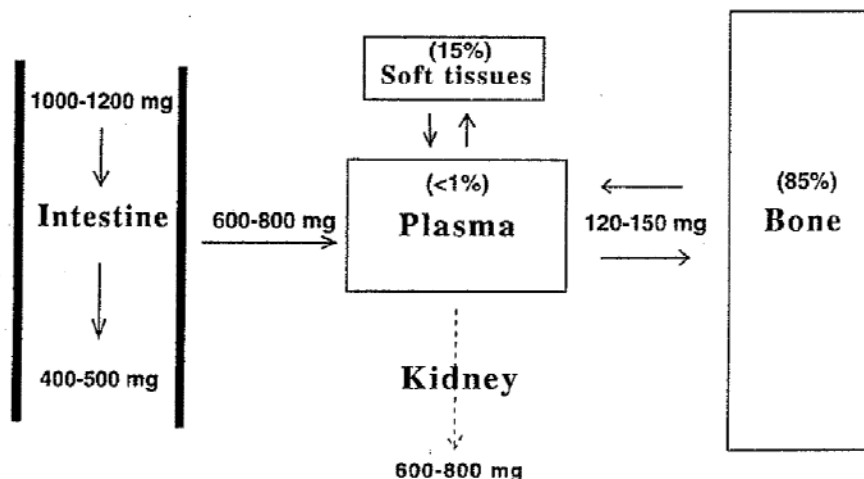 (15%)
Soft tissues
1000-1200 mg
(<1%)
(85%)
Intestine
600-800 mg
Plasma
120-150 mg
Bone
400-500 mg
Kidney
600-800 mg